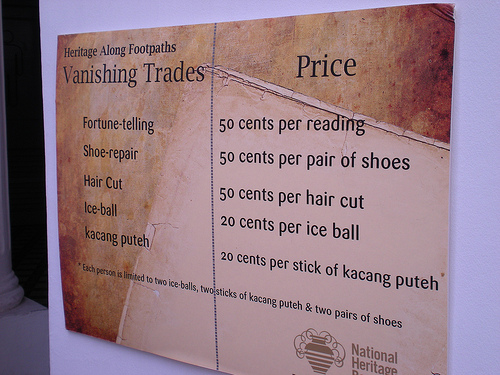 Heritage Along Footpaths
Vanishing Trades Price
Fortune-telling 50 cents per reading
Shoe-repair 50 cents per pair of shoes
Hair Cut 50 cents per hair cut
Ice-ball 20 cents per ice ball
kacang puteh 20 cents per stick of kacang puteh
* Each person is limited to two ice-balls, two sticks of kacang puteh & two pairs of shoes
National
Heritage